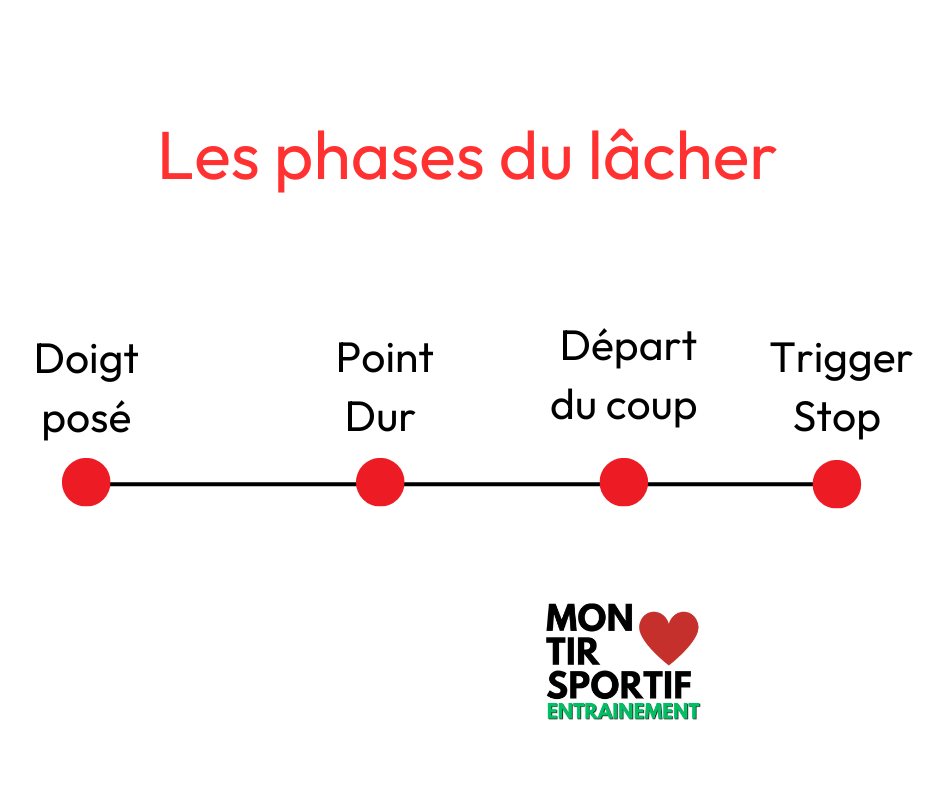 Les phases du lâcher
Doigt
posé
Point
Dur
Départ
du coup
Trigger
Stop
MON
TIR
SPORTIF
ENTRAINEMENT